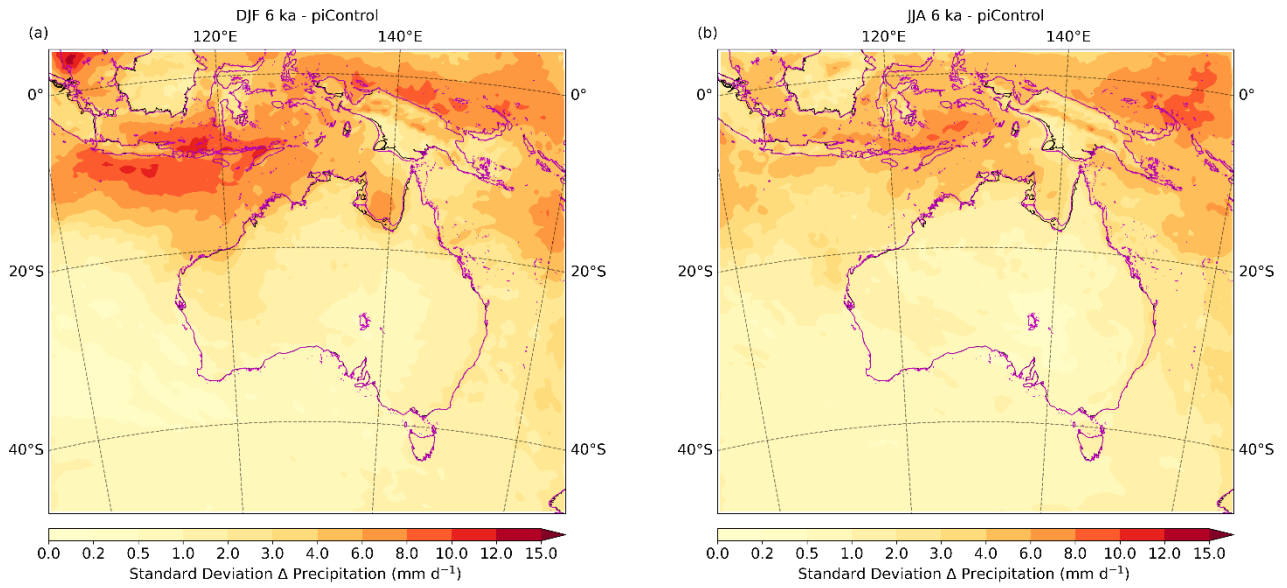 DJF 6 ka - piControl
(a)
120°E
140°E
0°
0°
20°S
20°S
40°S
40°S
0.0 0.2 0.5 1.0 2.0 3.0 4.0 6.0 8.0 10.0 12.0 15.0
Standard Deviation Δ Precipitation (mm d⁻¹)
JJA 6 ka - piControl
(b)
120°E
140°E
0°
0°
20°S
20°S
40°S
40°S
0.0 0.2 0.5 1.0 2.0 3.0 4.0 6.0 8.0 10.0 12.0 15.0
Standard Deviation Δ Precipitation (mm d⁻¹)